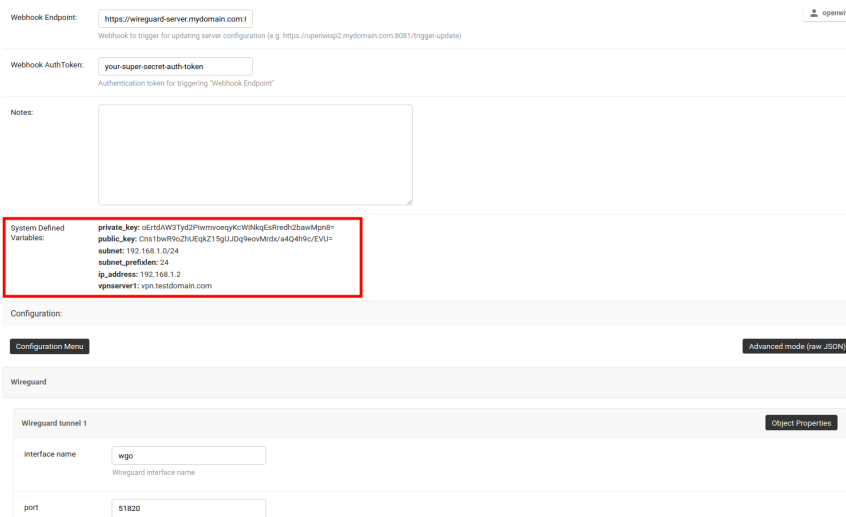 Webhook Endpoint:
https://wireguard-server.mydomain.com:
openwi
Webhook to trigger for updating server configuration (e.g. https://openwisp2.mydomain.com:8081/trigger-update)
Webhook AuthToken:
your-super-secret-auth-token
Authentication token for triggering "Webhook Endpoint"
Notes:
System Defined
Variables:
private_key: oErtdAW3Tyd2PiwmvoeqyKcWiNkqEsRredh2bawMpn8=
public_key: Cns1bwR9oZhUEqkZ15gUJDq9eovMrdx/a4Q4h9c/EVU=
subnet: 192.168.1.0/24
subnet_prefixlen: 24
ip_address: 192.168.1.2
vpnserver1: vpn.testdomain.com
Configuration:
Configuration Menu
Advanced mode (raw JSON)
Wireguard
Wireguard tunnel 1
Object Properties
interface name
wg0
Wireguard interface name
port
51820